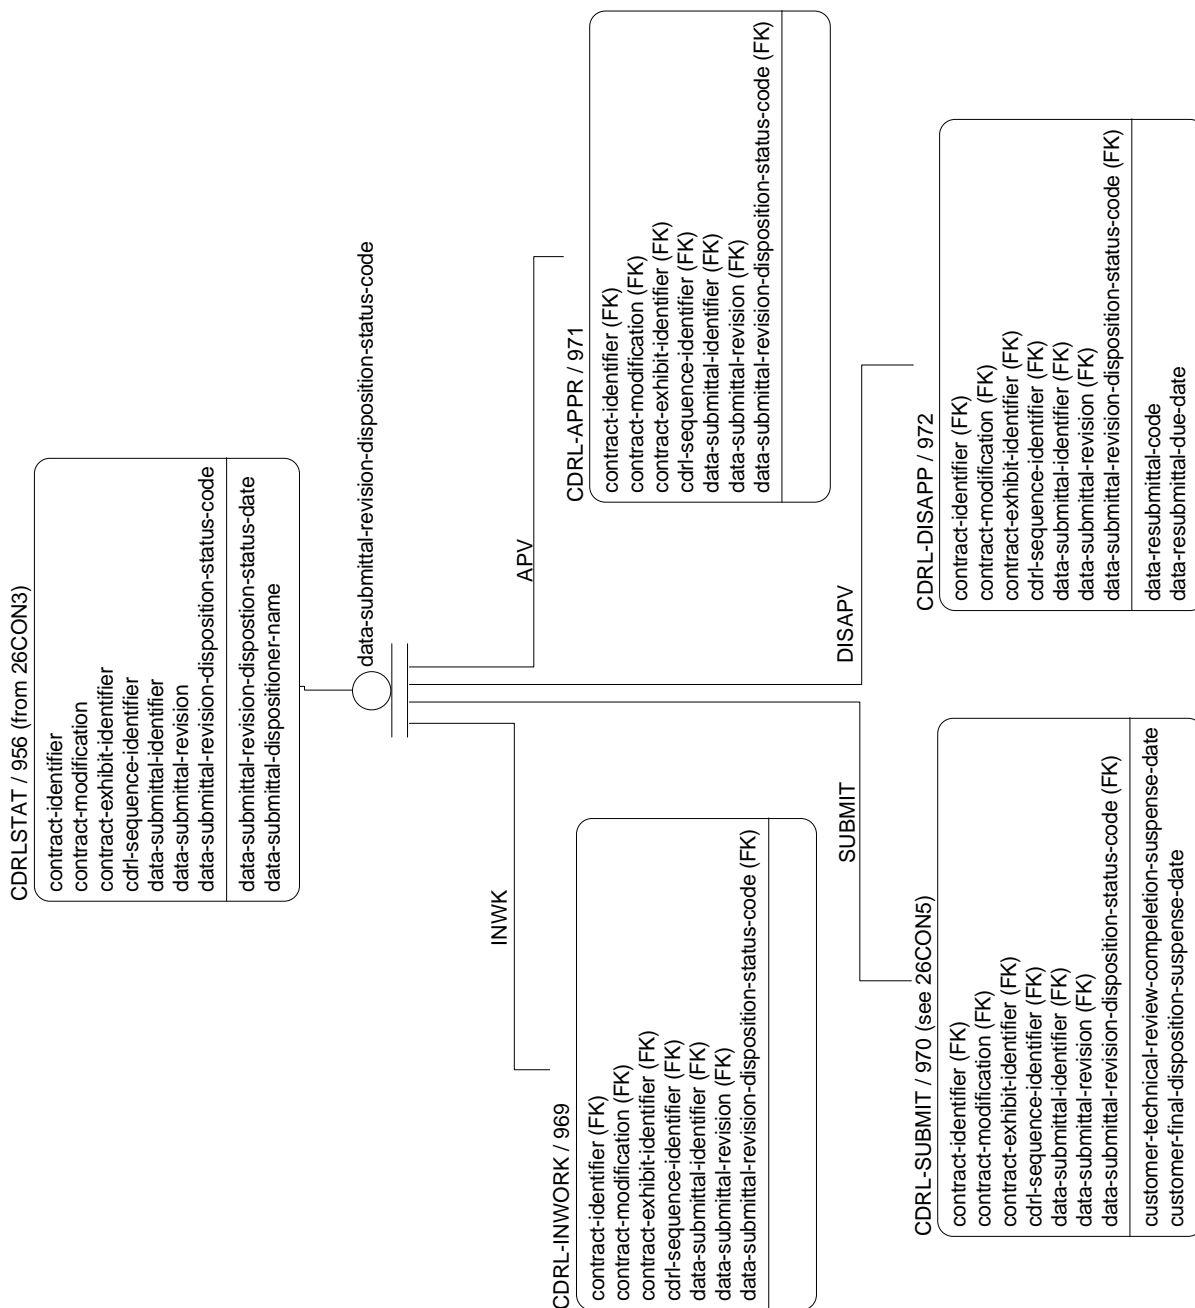 CDRLSTAT / 956 (from 26CON3)
contract-identifier
contract-modification
contract-exhibit-identifier
cdrl-sequence-identifier
data-submittal-identifier
data-submittal-revision
data-submittal-revision-disposition-status-code
data-submittal-revision-dispostion-status-date
data-submittal-dispositioner-name
data-submittal-revision-disposition-status-code
INWK
APV
SUBMIT
DISAPV
CDRL-INWORK / 969
contract-identifier (FK)
contract-modification (FK)
contract-exhibit-identifier (FK)
cdrl-sequence-identifier (FK)
data-submittal-identifier (FK)
data-submittal-revision (FK)
data-submittal-revision-disposition-status-code (FK)
CDRL-APPR / 971
contract-identifier (FK)
contract-modification (FK)
contract-exhibit-identifier (FK)
cdrl-sequence-identifier (FK)
data-submittal-identifier (FK)
data-submittal-revision (FK)
data-submittal-revision-disposition-status-code (FK)
CDRL-SUBMIT / 970 (see 26CON5)
contract-identifier (FK)
contract-modification (FK)
contract-exhibit-identifier (FK)
cdrl-sequence-identifier (FK)
data-submittal-identifier (FK)
data-submittal-revision (FK)
data-submittal-revision-disposition-status-code (FK)
customer-technical-review-compeletion-suspense-date
customer-final-disposition-suspense-date
CDRL-DISAPP / 972
contract-identifier (FK)
contract-modification (FK)
contract-exhibit-identifier (FK)
cdrl-sequence-identifier (FK)
data-submittal-identifier (FK)
data-submittal-revision (FK)
data-submittal-revision-disposition-status-code (FK)
data-resubmittal-code
data-resubmittal-due-date